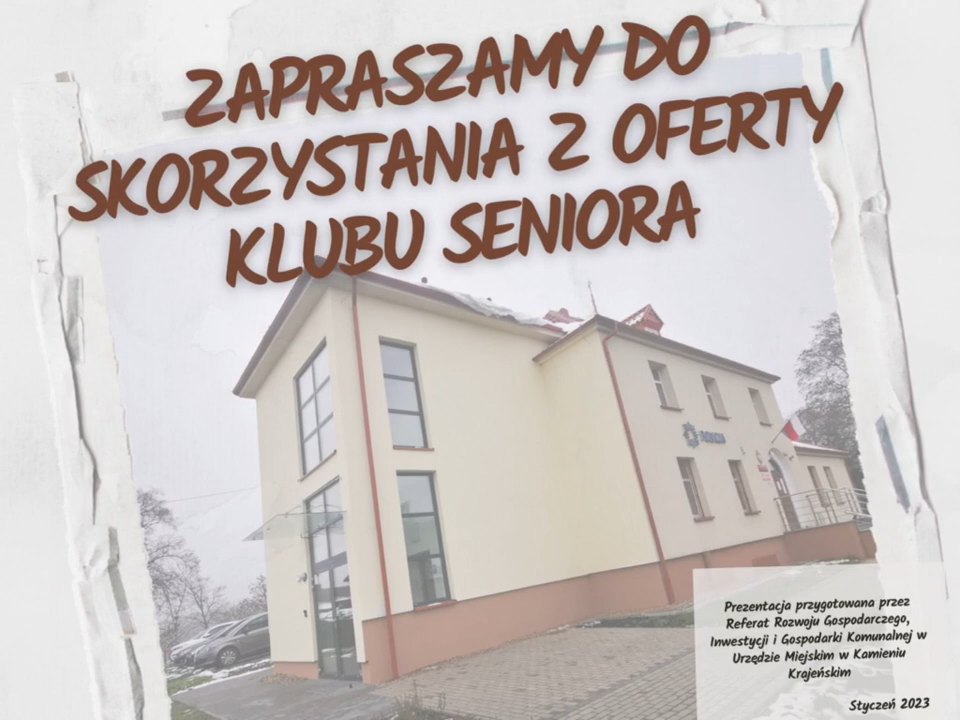 ZAPRASZAMY DO
SKORZYSTANIA Z OFERTY
KLUBU SENIORA
POLICJA
Prezentacja przygotowana przez
Referat Rozwoju Gospodarczego,
Inwestycji i Gospodarki Komunalnej w
Urzędzie Miejskim w Kamieniu
Krajeńskim
Styczeń 2023